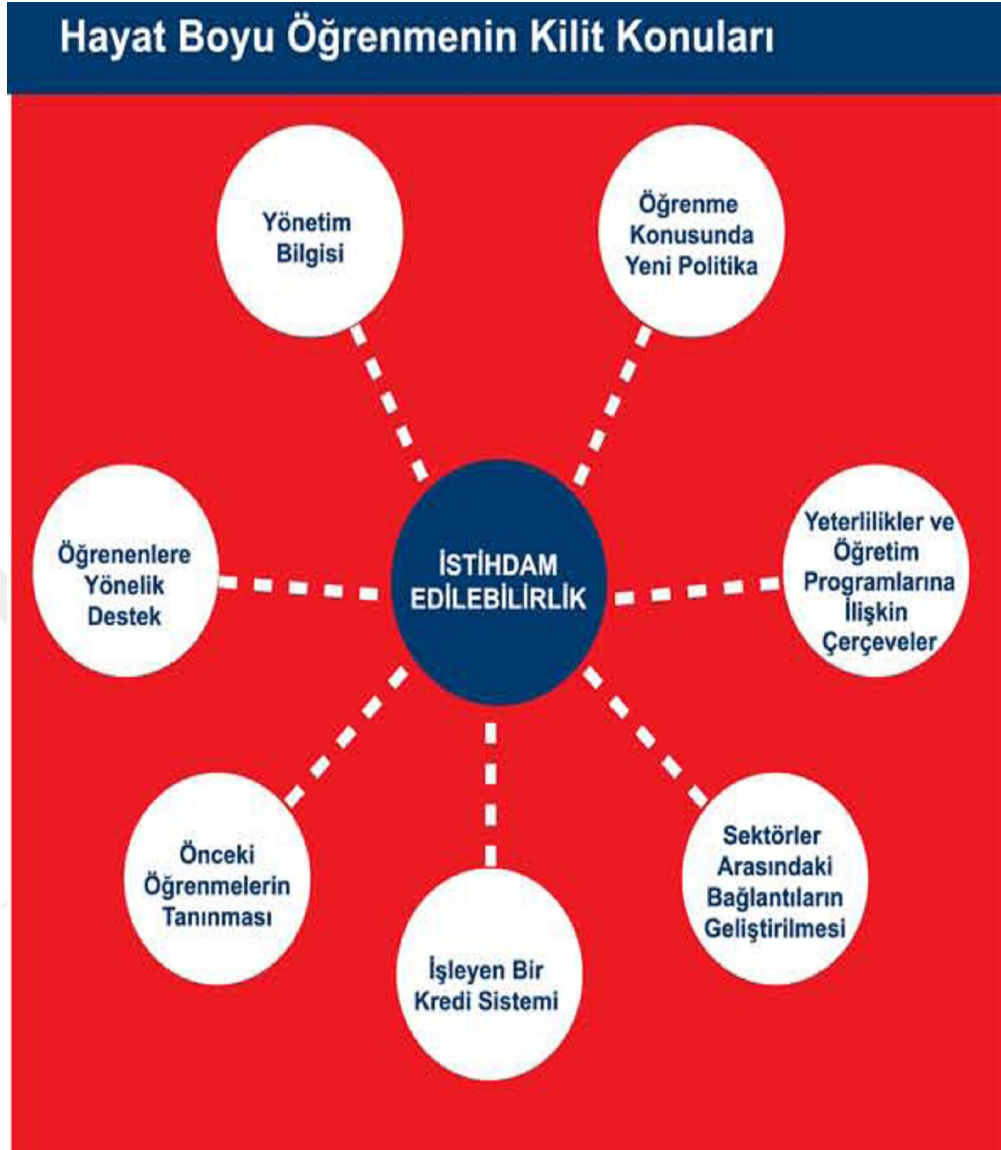 Hayat Boyu Öğrenmenin Kilit Konuları
Yönetim
Bilgisi
Öğrenme
Konusunda
Yeni Politika
Öğrenenlere
Yönelik
Destek
İSTİHDAM
EDİLEBİLİRLİK
Yeterlilikler ve
Öğretim
Programlarına
İlişkin
Çerçeveler
Önceki
Öğrenmelerin
Tanınması
İşleyen Bir
Kredi Sistemi
Sektörler
Arasındaki
Bağlantıların
Geliştirilmesi